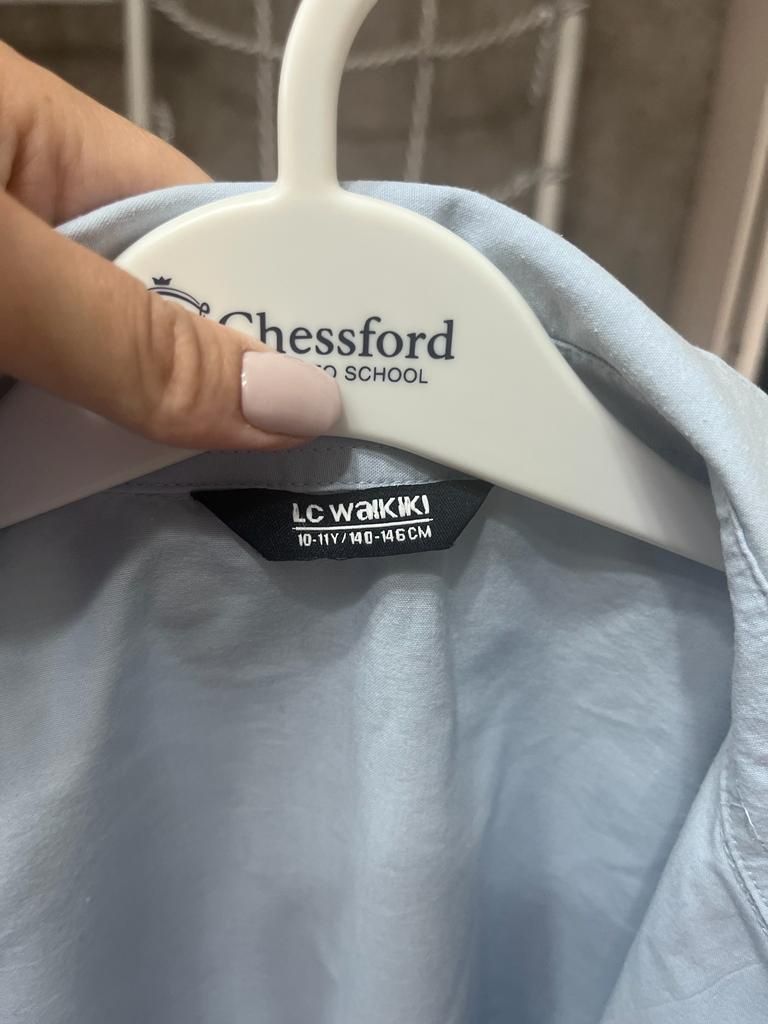 Chessford
SCHOOL
LC WAIKIKI
10-11Y/140-146CM